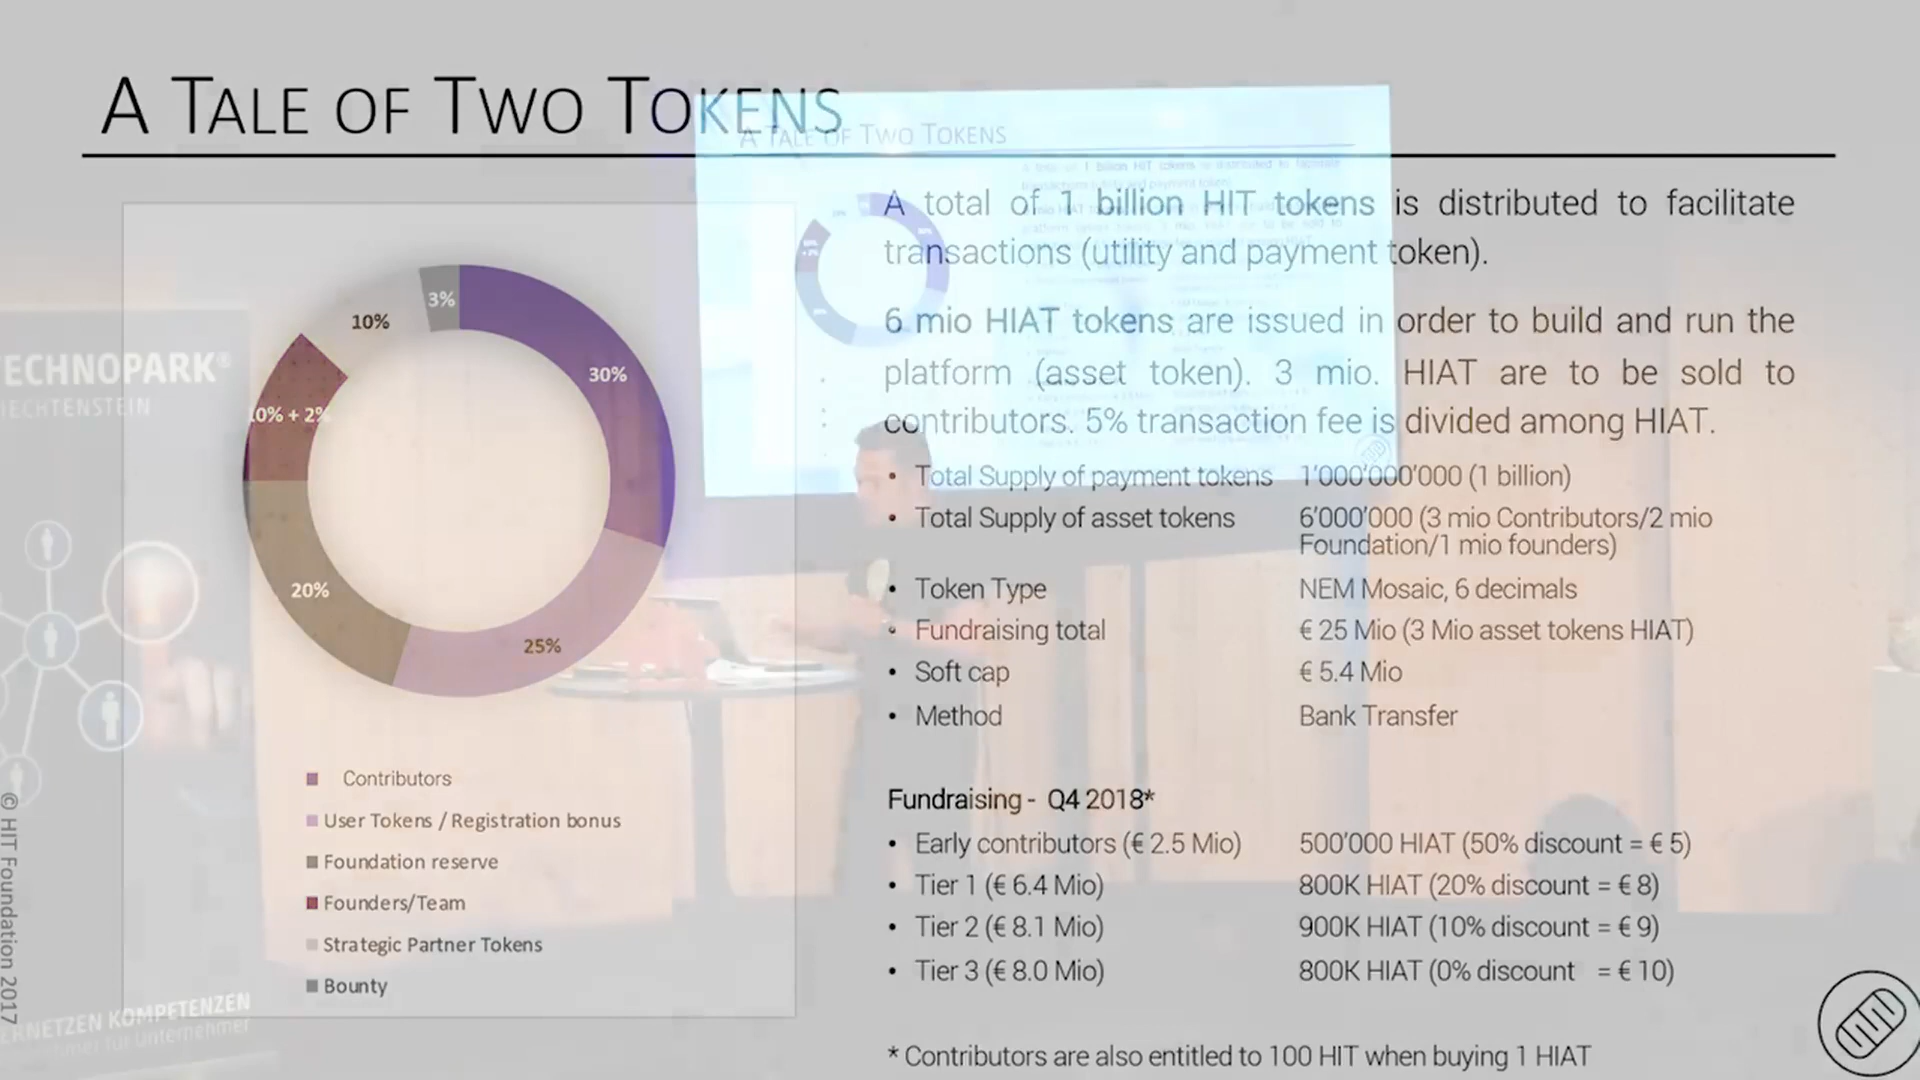 A TALE OF TWO TOKENS
A TALE OF TWO TOKENS
A total of 1 billion HIT tokens is distributed to facilitate
transactions (utility and payment token).
6 mio HIAT tokens are issued in order to build and run the
platform (asset token). 3 mio. HIAT are to be sold to
contributors. 5% transaction fee is divided among HIAT.
• Total Supply of payment tokens 1'000'000'000 (1 billion)
• Total Supply of asset tokens 6'000'000 (3 mio Contributors/2 mio
Foundation/1 mio founders)
• Token Type NEM Mosaic, 6 decimals
• Fundraising total € 25 Mio (3 Mio asset tokens HIAT)
• Soft cap € 5.4 Mio
• Method Bank Transfer
Fundraising - Q4 2018*
• Early contributors (€ 2.5 Mio) 500'000 HIAT (50% discount = € 5)
• Tier 1 (€ 6.4 Mio) 800K HIAT (20% discount = € 8)
• Tier 2 (€ 8.1 Mio) 900K HIAT (10% discount = € 9)
• Tier 3 (€ 8.0 Mio) 800K HIAT (0% discount = € 10)
* Contributors are also entitled to 100 HIT when buying 1 HIAT
3%
10%
30%
10% + 2%
20%
25%
Contributors
User Tokens / Registration bonus
Foundation reserve
Founders/Team
Strategic Partner Tokens
Bounty
© HIT Foundation 2017
ECHNOPARK®
IECHTENSTEIN
ERNETZEN KOMPETENZEN
für Unternehmer